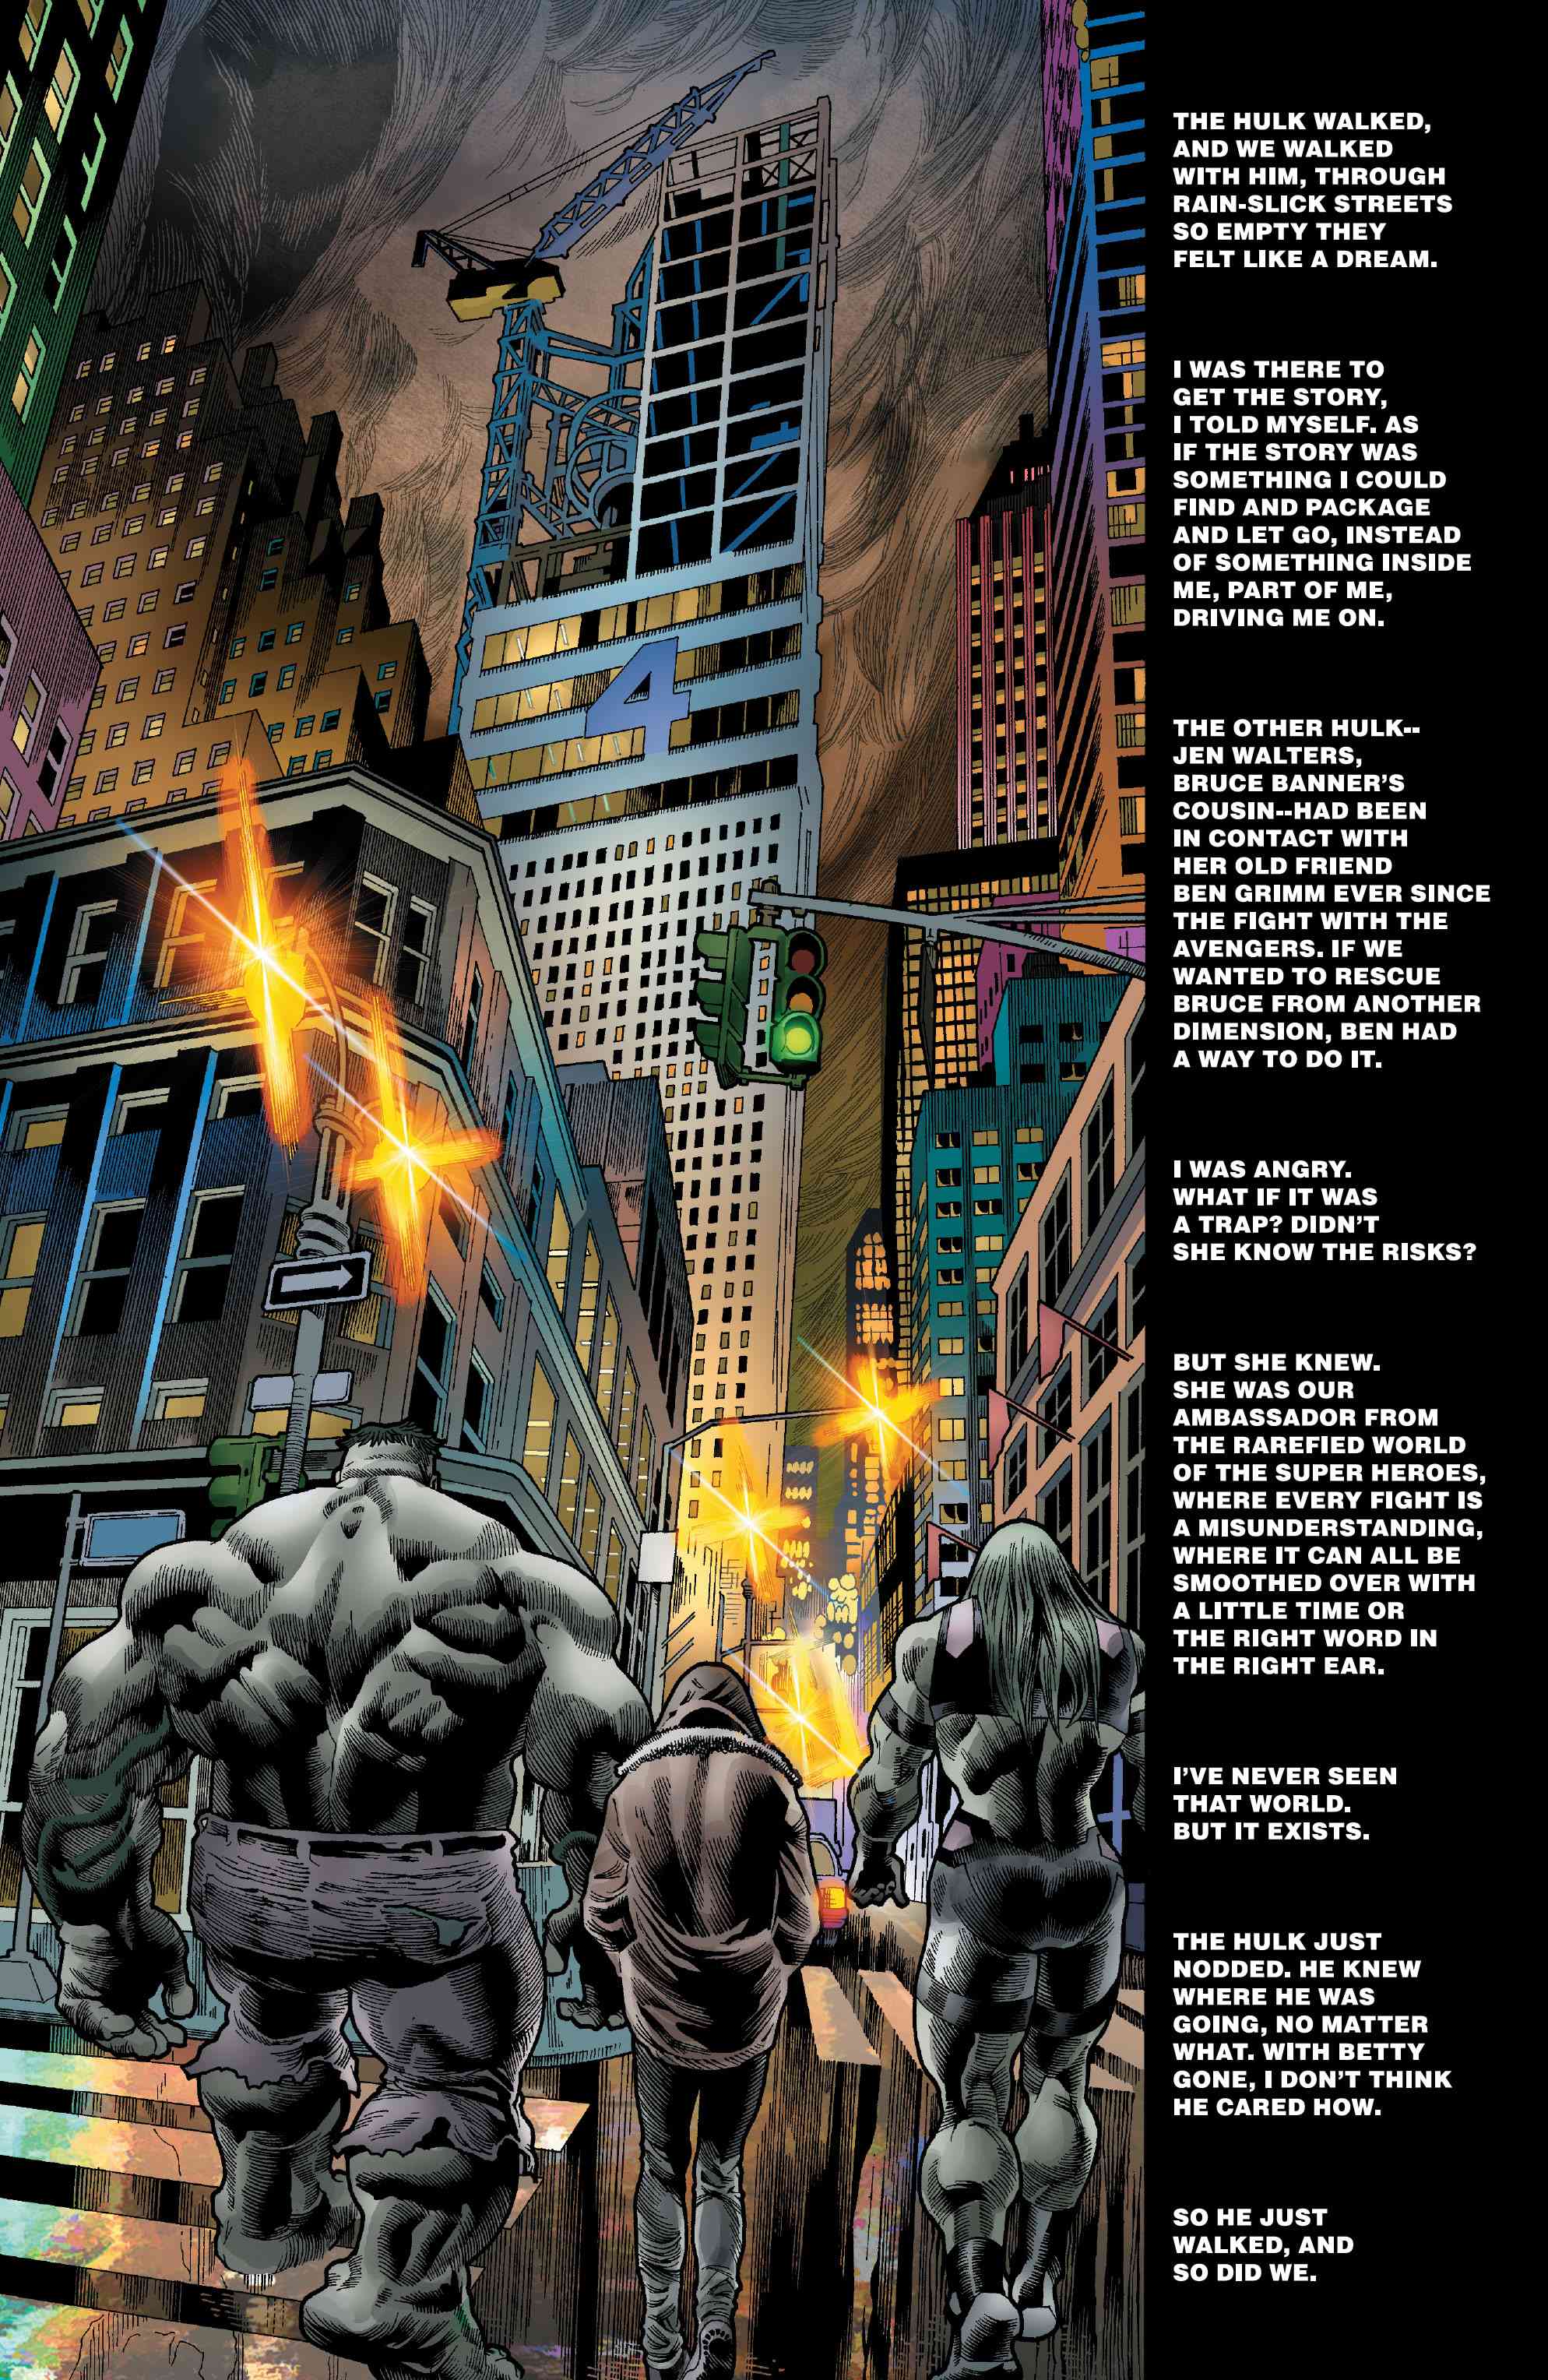 4
THE HULK WALKED,
AND WE WALKED
WITH HIM, THROUGH
RAIN-SLICK STREETS
SO EMPTY THEY
FELT LIKE A DREAM.
I WAS THERE TO
GET THE STORY,
I TOLD MYSELF. AS
IF THE STORY WAS
SOMETHING I COULD
FIND AND PACKAGE
AND LET GO, INSTEAD
OF SOMETHING INSIDE
ME, PART OF ME,
DRIVING ME ON.
THE OTHER HULK--
JEN WALTERS,
BRUCE BANNER'S
COUSIN--HAD BEEN
IN CONTACT WITH
HER OLD FRIEND
BEN GRIMM EVER SINCE
THE FIGHT WITH THE
AVENGERS. IF WE
WANTED TO RESCUE
BRUCE FROM ANOTHER
DIMENSION, BEN HAD
A WAY TO DO IT.
I WAS ANGRY.
WHAT IF IT WAS
A TRAP? DIDN'T
SHE KNOW THE RISKS?
BUT SHE KNEW.
SHE WAS OUR
AMBASSADOR FROM
THE RAREFIED WORLD
OF THE SUPER HEROES,
WHERE EVERY FIGHT IS
A MISUNDERSTANDING,
WHERE IT CAN ALL BE
SMOOTHED OVER WITH
A LITTLE TIME OR
THE RIGHT WORD IN
THE RIGHT EAR.
I'VE NEVER SEEN
THAT WORLD.
BUT IT EXISTS.
THE HULK JUST
NODDED. HE KNEW
WHERE HE WAS
GOING, NO MATTER
WHAT. WITH BETTY
GONE, I DON'T THINK
HE CARED HOW.
SO HE JUST
WALKED, AND
SO DID WE.